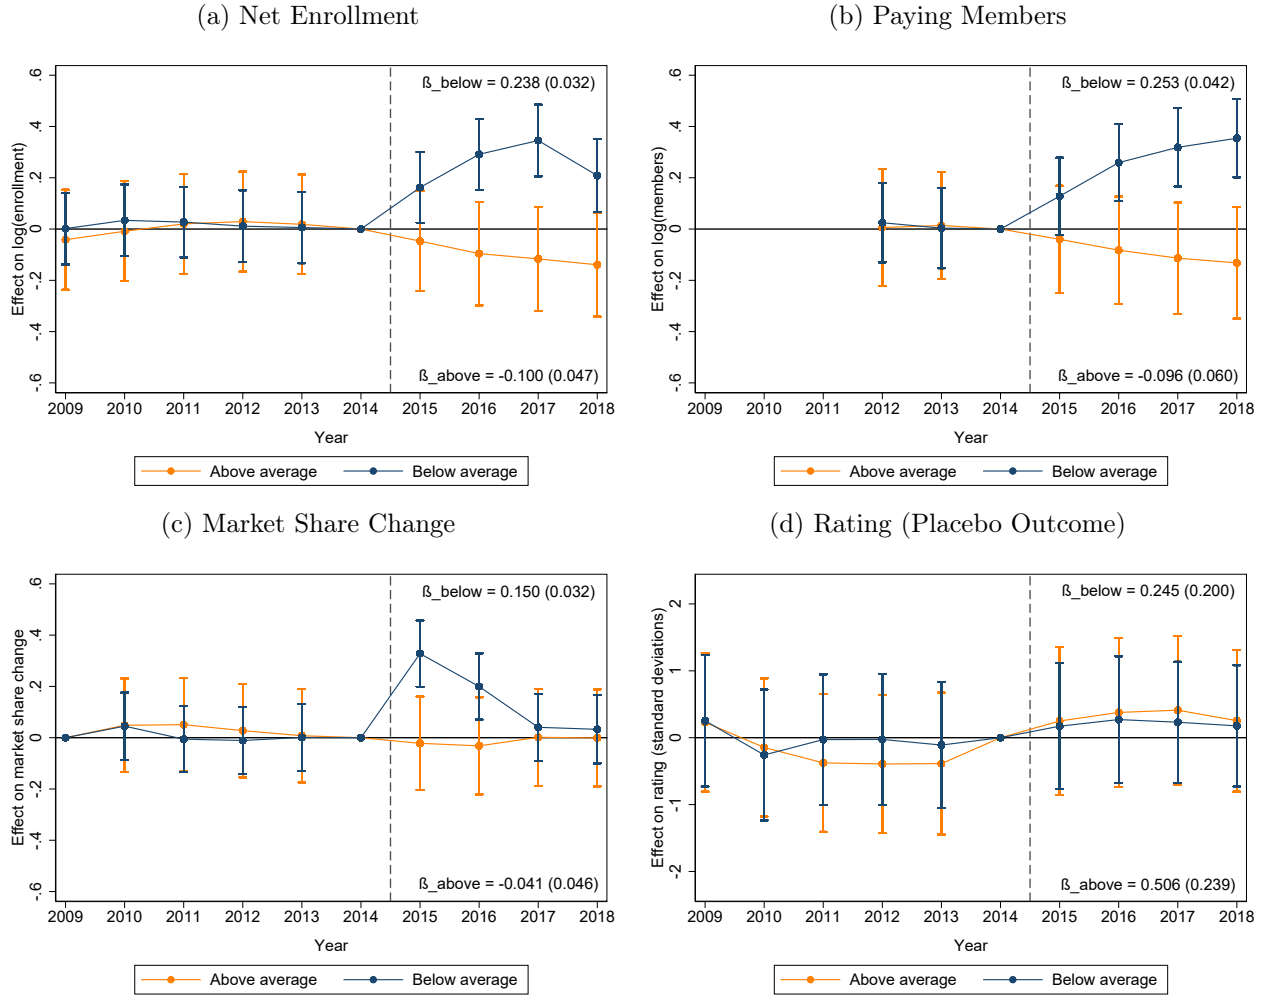 (a) Net Enrollment
Effect on log(enrollment)
.6
.4
.2
0
-.2
-.4
-.6
ß_below = 0.238 (0.032)
ß_above = -0.100 (0.047)
2009 2010 2011 2012 2013 2014 2015 2016 2017 2018
Year
Above average Below average
(b) Paying Members
Effect on log(members)
.6
.4
.2
0
-.2
-.4
-.6
ß_below = 0.253 (0.042)
ß_above = -0.096 (0.060)
2009 2010 2011 2012 2013 2014 2015 2016 2017 2018
Year
Above average Below average
(c) Market Share Change
Effect on market share change
.6
.4
.2
0
-.2
-.4
-.6
ß_below = 0.150 (0.032)
ß_above = -0.041 (0.046)
2009 2010 2011 2012 2013 2014 2015 2016 2017 2018
Year
Above average Below average
(d) Rating (Placebo Outcome)
Effect on rating (standard deviations)
2
1
0
-1
-2
ß_below = 0.245 (0.200)
ß_above = 0.506 (0.239)
2009 2010 2011 2012 2013 2014 2015 2016 2017 2018
Year
Above average Below average